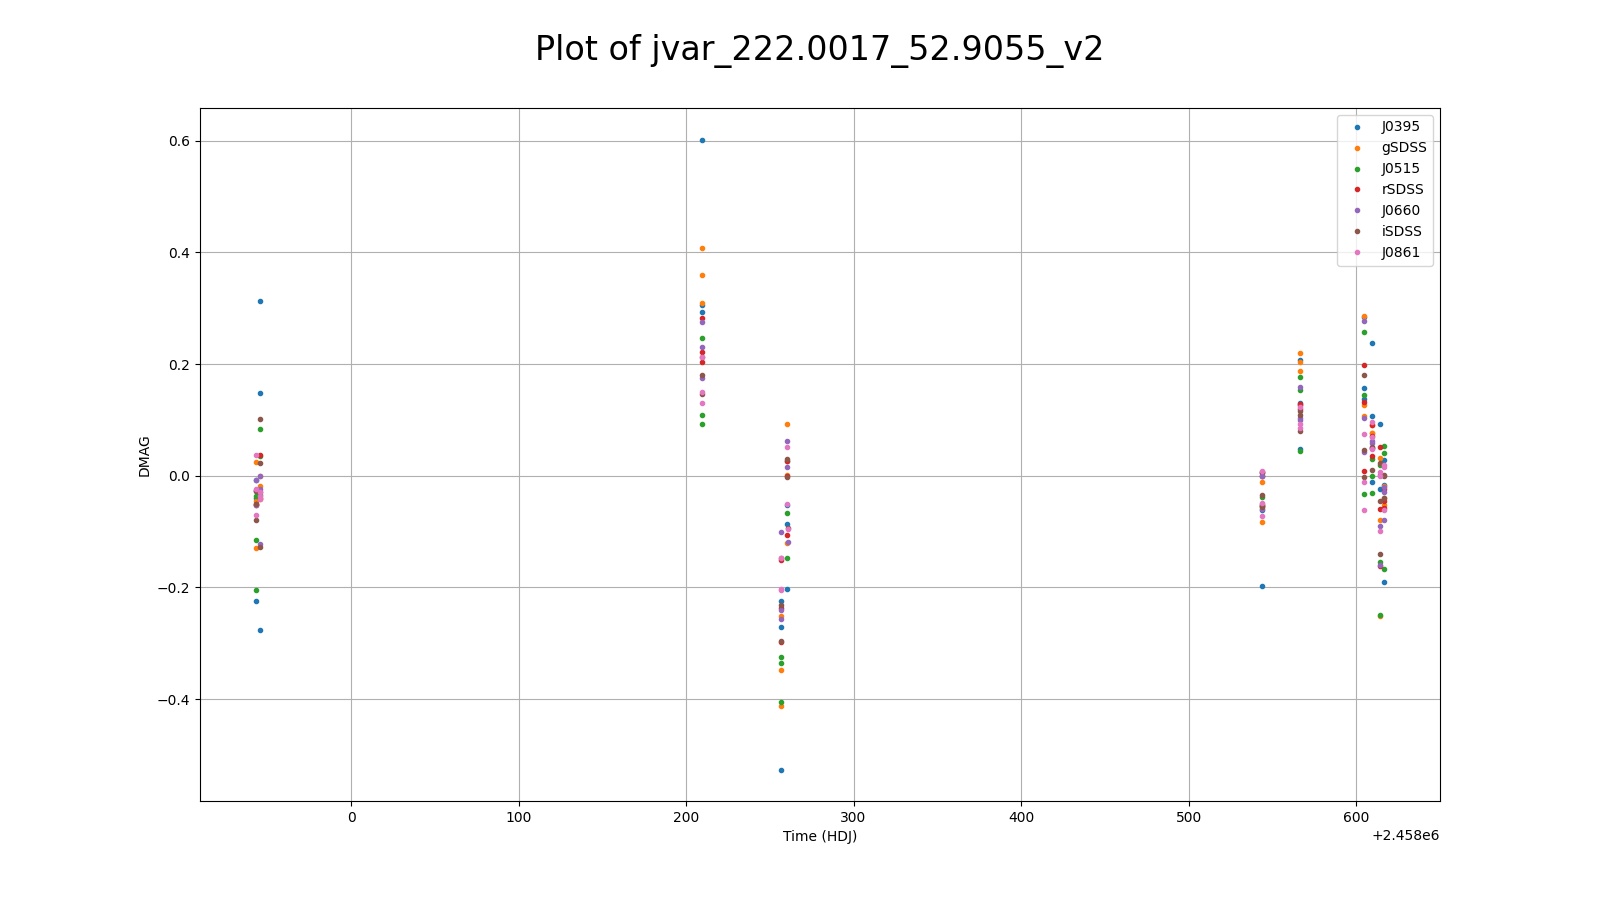 Plot of jvar_222.0017_52.9055_v2
J0395
gSDSS
J0515
rSDSS
J0660
iSDSS
J0861
0.6
0.4
0.2
0.0
−0.2
−0.4
DMAG
0 100 200 300 400 500 600
Time (HDJ)
+2.458e6